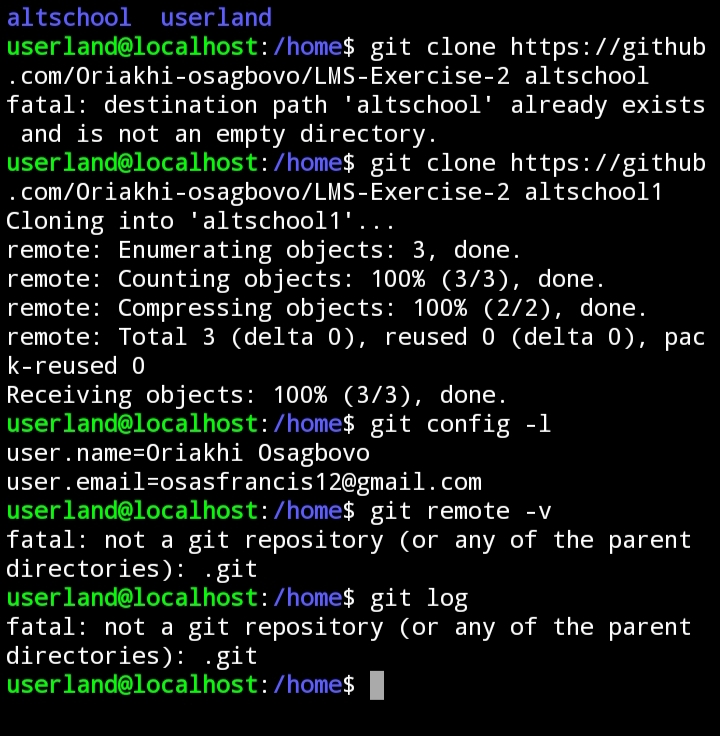 altschool  userland
userland@localhost:/home$ git clone https://github
.com/Oriakhi-osagbovo/LMS-Exercise-2 altschool
fatal: destination path 'altschool' already exists
 and is not an empty directory.
userland@localhost:/home$ git clone https://github
.com/Oriakhi-osagbovo/LMS-Exercise-2 altschool1
Cloning into 'altschool1'...
remote: Enumerating objects: 3, done.
remote: Counting objects: 100% (3/3), done.
remote: Compressing objects: 100% (2/2), done.
remote: Total 3 (delta 0), reused 0 (delta 0), pac
k-reused 0
Receiving objects: 100% (3/3), done.
userland@localhost:/home$ git config -l
user.name=Oriakhi Osagbovo
user.email=osasfrancis12@gmail.com
userland@localhost:/home$ git remote -v
fatal: not a git repository (or any of the parent
directories): .git
userland@localhost:/home$ git log
fatal: not a git repository (or any of the parent
directories): .git
userland@localhost:/home$